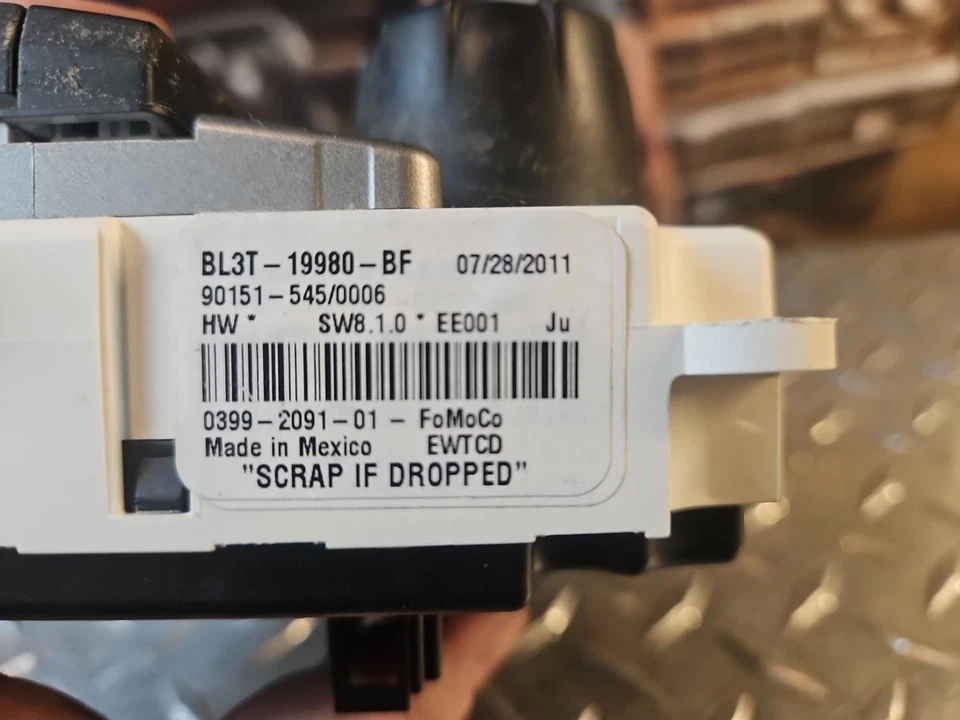 BL3T-19980-BF 07/28/2011
90151-545/0006
HW * SW8.1.0 * EE001 Ju
0399-2091-01 - FoMoCo
Made in Mexico EWTCD
"SCRAP IF DROPPED"